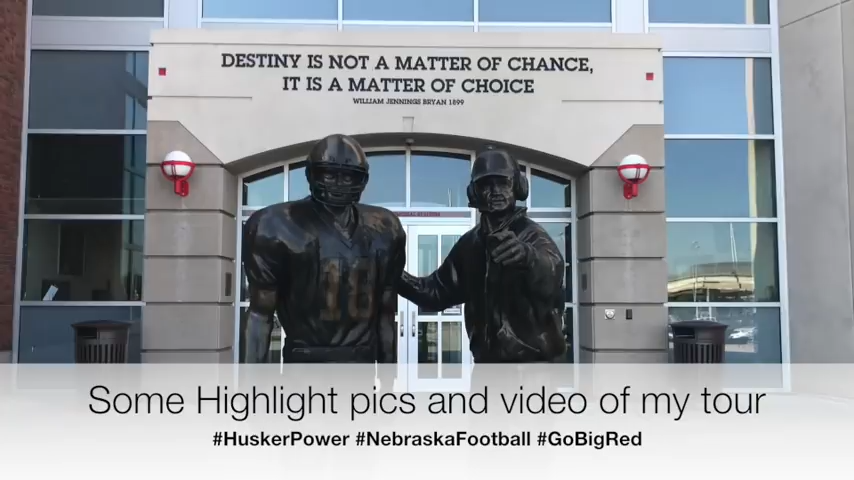 DESTINY IS NOT A MATTER OF CHANCE,
IT IS A MATTER OF CHOICE
WILLIAM JENNINGS BRYAN 1899
18
Some Highlight pics and video of my tour
#HuskerPower #NebraskaFootball #GoBigRed